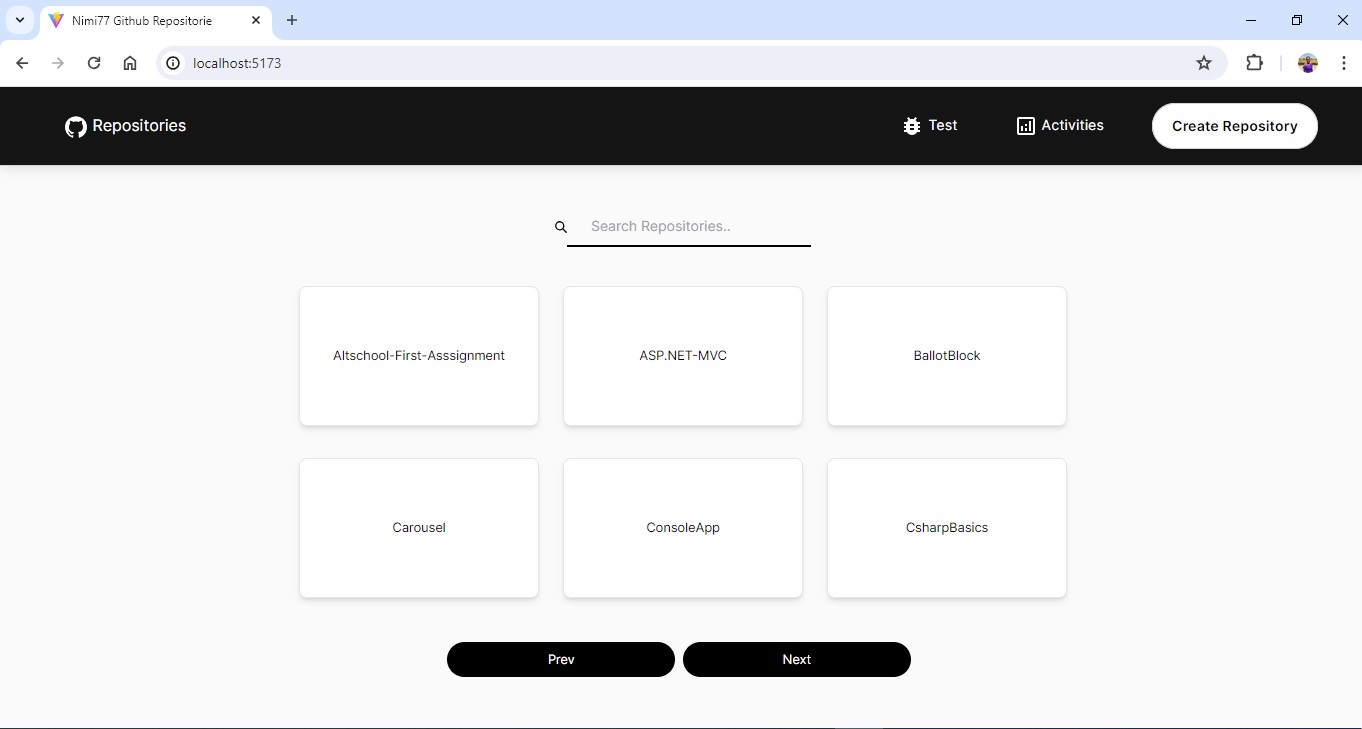 Nimi77 Github Repositorie
localhost:5173
Repositories
Test
Activities
Create Repository
Search Repositories..
Altschool-First-Asssignment
ASP.NET-MVC
BallotBlock
Carousel
ConsoleApp
CsharpBasics
Prev
Next